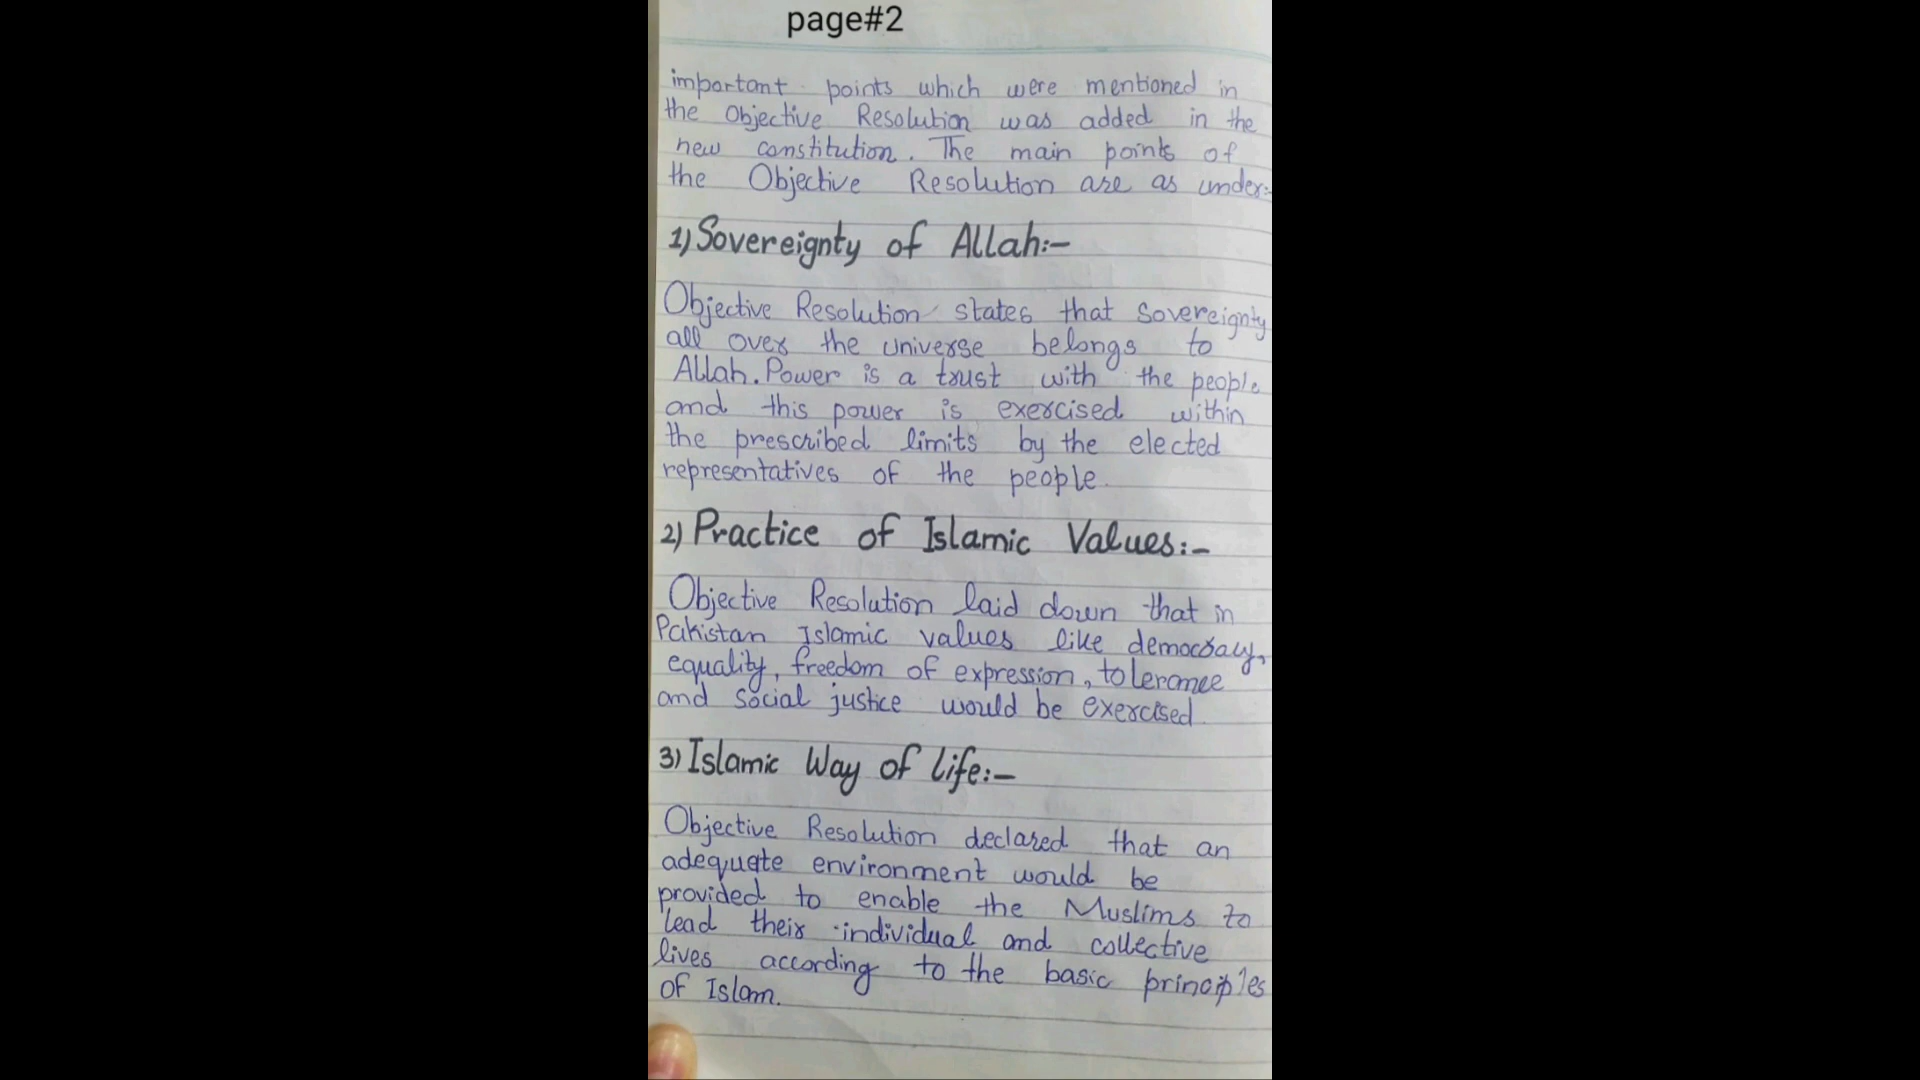 page#2
important points which were mentioned in
the Objective Resolution was added in the
new constitution. The main points of
the Objective Resolution are as under:-
1) Sovereignty of Allah:-
Objective Resolution states that Sovereignty
all over the universe belongs to
Allah. Power is a trust with the people
and this power is exercised within
the prescribed limits by the elected
representatives of the people.
2) Practice of Islamic Values:-
Objective Resolution laid down that in
Pakistan Islamic values like democracy,
equality, freedom of expression, tolerance
and social justice would be exercised.
3) Islamic Way of life:-
Objective Resolution declared that an
adequate environment would be
provided to enable the Muslims to
lead their individual and collective
lives according to the basic principles
of Islam.